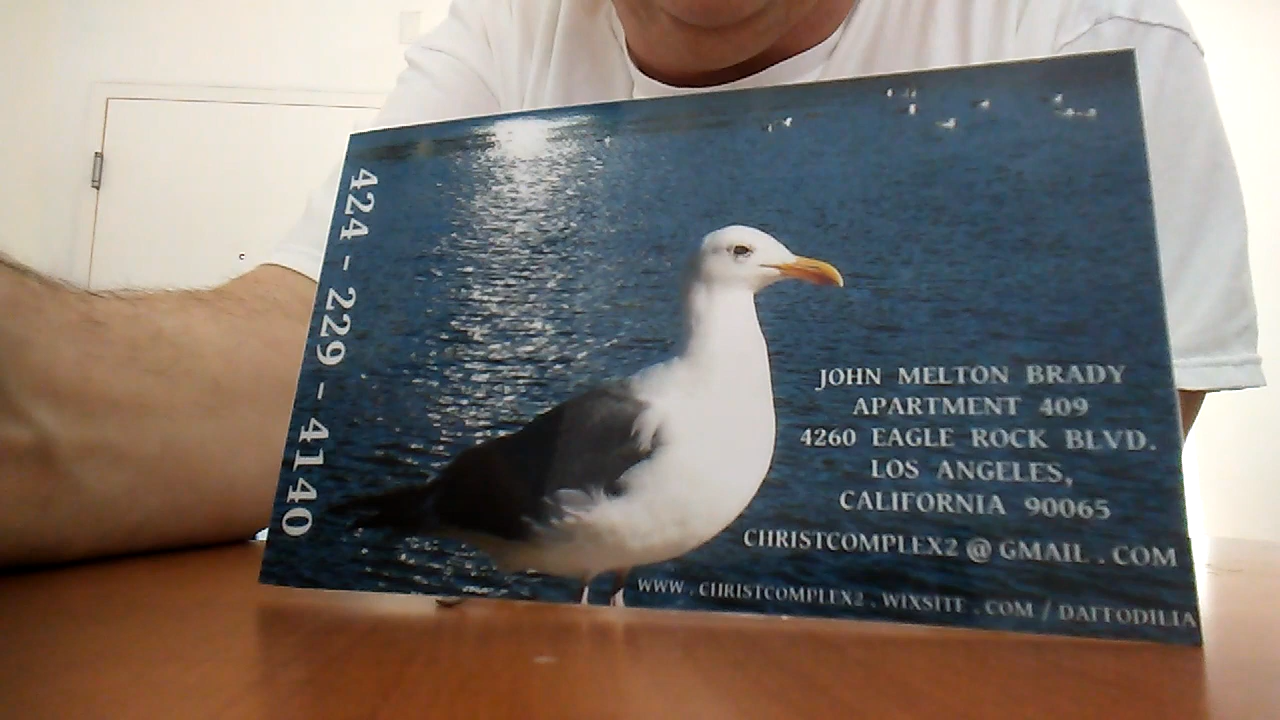 424 - 229 - 4140
JOHN MELTON BRADY
APARTMENT 409
4260 EAGLE ROCK BLVD.
LOS ANGELES,
CALIFORNIA 90065
CHRISTCOMPLEX2 @ GMAIL . COM
WWW . CHRISTCOMPLEX2 . WIXSITE . COM / DAFFODILIA